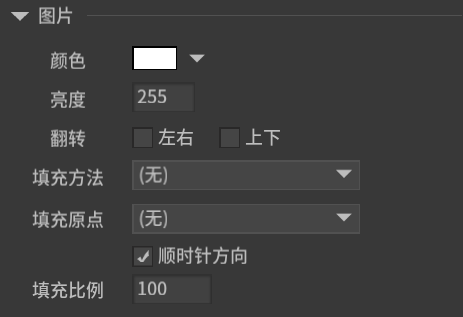 图片
颜色
亮度 255
翻转 左右 上下
填充方法 (无)
填充原点 (无)
顺时针方向
填充比例 100